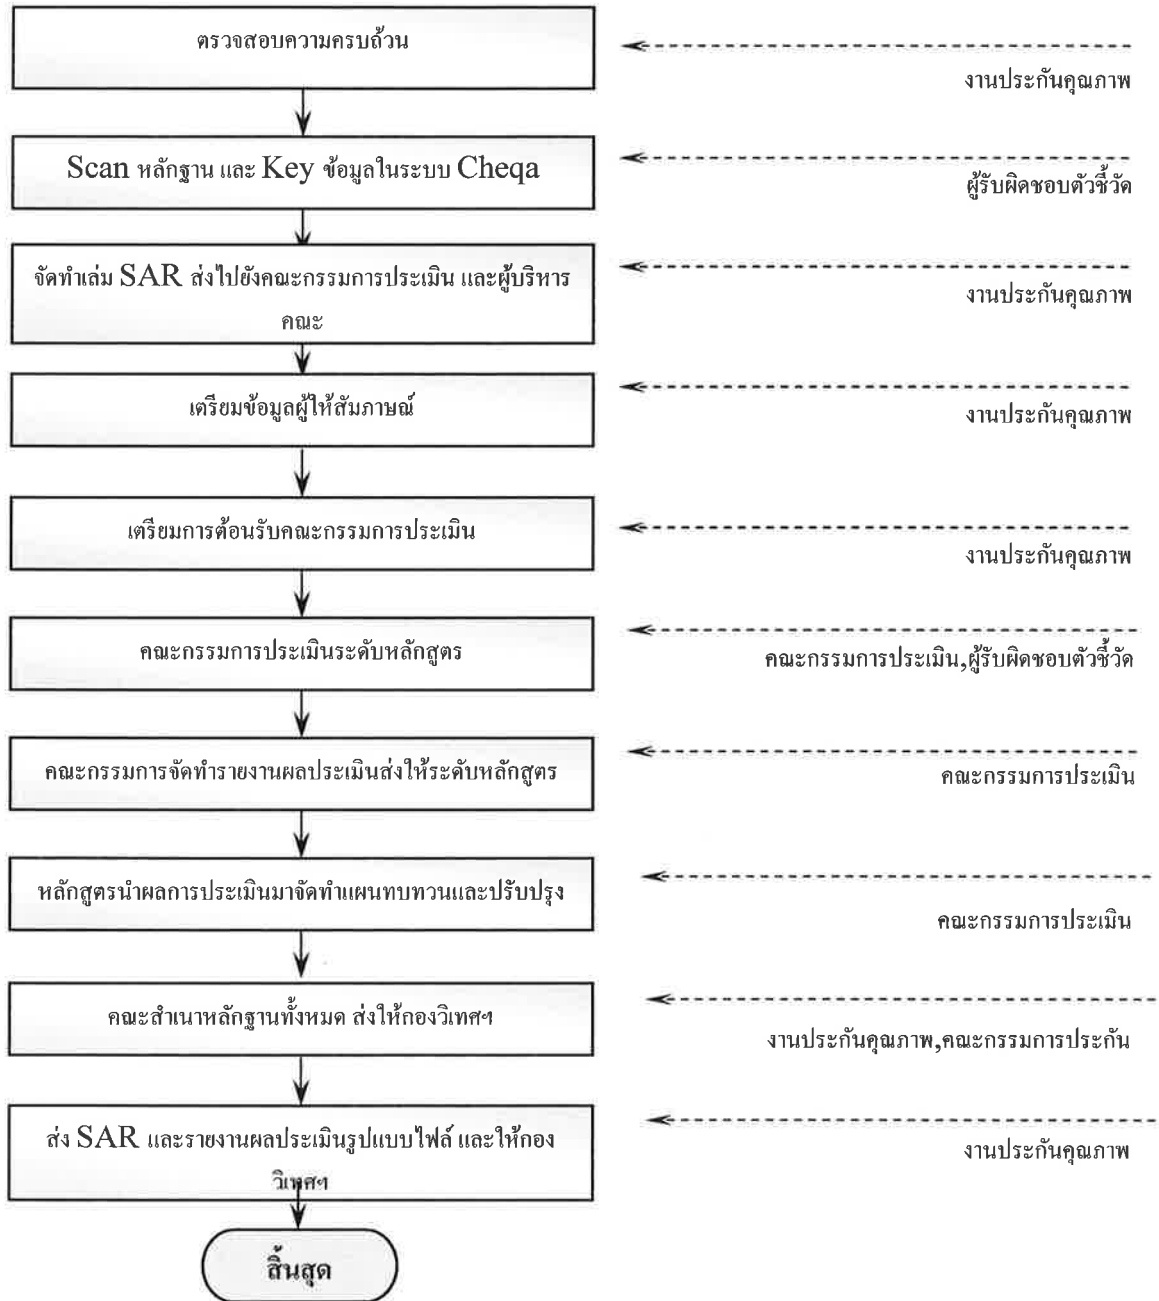 ตรวจสอบความครบถ้วน
งานประกันคุณภาพ
Scan หลักฐาน และ Key ข้อมูลในระบบ Cheqa
ผู้รับผิดชอบตัวชี้วัด
จัดทำเล่ม SAR ส่งไปยังคณะกรรมการประเมิน และผู้บริหาร
คณะ
งานประกันคุณภาพ
เตรียมข้อมูลผู้ให้สัมภาษณ์
งานประกันคุณภาพ
เตรียมการต้อนรับคณะกรรมการประเมิน
งานประกันคุณภาพ
คณะกรรมการประเมินระดับหลักสูตร
คณะกรรมการประเมิน,ผู้รับผิดชอบตัวชี้วัด
คณะกรรมการจัดทำรายงานผลประเมินส่งให้ระดับหลักสูตร
คณะกรรมการประเมิน
หลักสูตรนำผลการประเมินมาจัดทำแผนทบทวนและปรับปรุง
คณะกรรมการประเมิน
คณะสำเนาหลักฐานทั้งหมด ส่งให้กองวิเทศฯ
งานประกันคุณภาพ,คณะกรรมการประกัน
ส่ง SAR และรายงานผลประเมินรูปแบบไฟล์ และให้กอง
วิเทศฯ
งานประกันคุณภาพ
สิ้นสุด